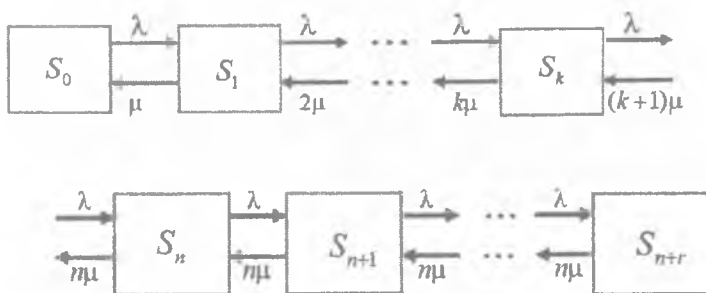 λ λ ... λ λ
S₀ S₁ Sₖ
μ 2μ kμ (k+1)μ
λ λ λ ... λ
Sₙ Sₙ₊₁ Sₙ₊ᵣ
nμ nμ nμ ... nμ